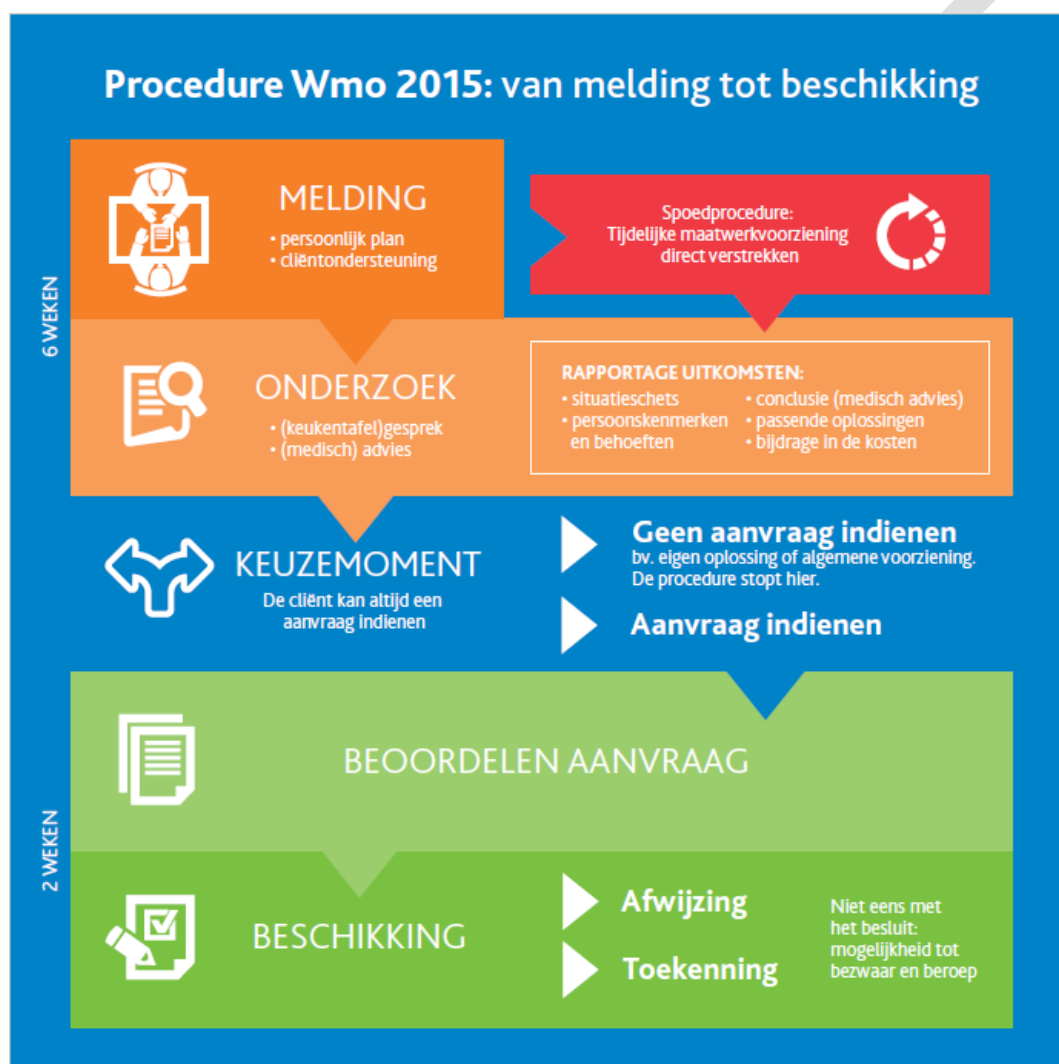 Procedure Wmo 2015: van melding tot beschikking
6 WEKEN
MELDING
• persoonlijk plan
• cliëntondersteuning
Spoedprocedure:
Tijdelijke maatwerkvoorziening
direct verstrekken
ONDERZOEK
• (keukentafel)gesprek
• (medisch) advies
RAPPORTAGE UITKOMSTEN:
• situatieschets
• persoonskenmerken
en behoeften
• conclusie (medisch advies)
• passende oplossingen
• bijdrage in de kosten
KEUZEMOMENT
De cliënt kan altijd een
aanvraag indienen
Geen aanvraag indienen
bv. eigen oplossing of algemene voorziening.
De procedure stopt hier.
Aanvraag indienen
2 WEKEN
BEOORDELEN AANVRAAG
BESCHIKKING
Afwijzing
Toekenning
Niet eens met
het besluit:
mogelijkheid tot
bezwaar en beroep